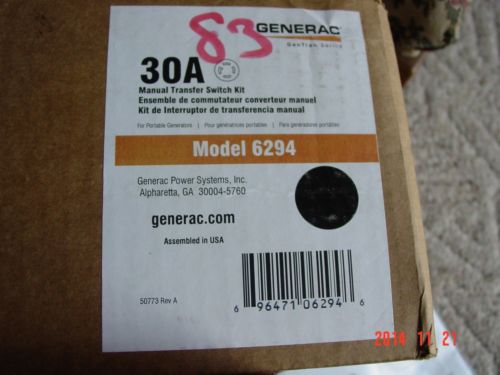 83
GENERAC
GenTran Series
30A
Manual Transfer Switch Kit
Ensemble de commutateur converteur manuel
Kit de Interruptor de transferencia manual
For Portable Generators | Pour génératrices portables | Para generadores portátiles
Model 6294
Generac Power Systems, Inc.
Alpharetta, GA 30004-5760
generac.com
Assembled in USA
50773 Rev A
6 96471 06294 6
2014 11 21